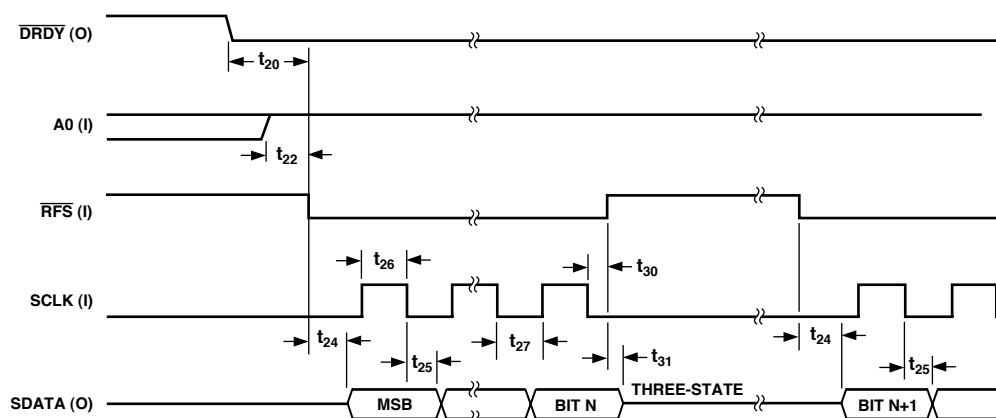 DRDY (O)
t20
A0 (I)
t22
RFS (I)
t26
t30
SCLK (I)
t24
t25
t27
t31
t24
t25
THREE-STATE
SDATA (O)
MSB
BIT N
BIT N+1